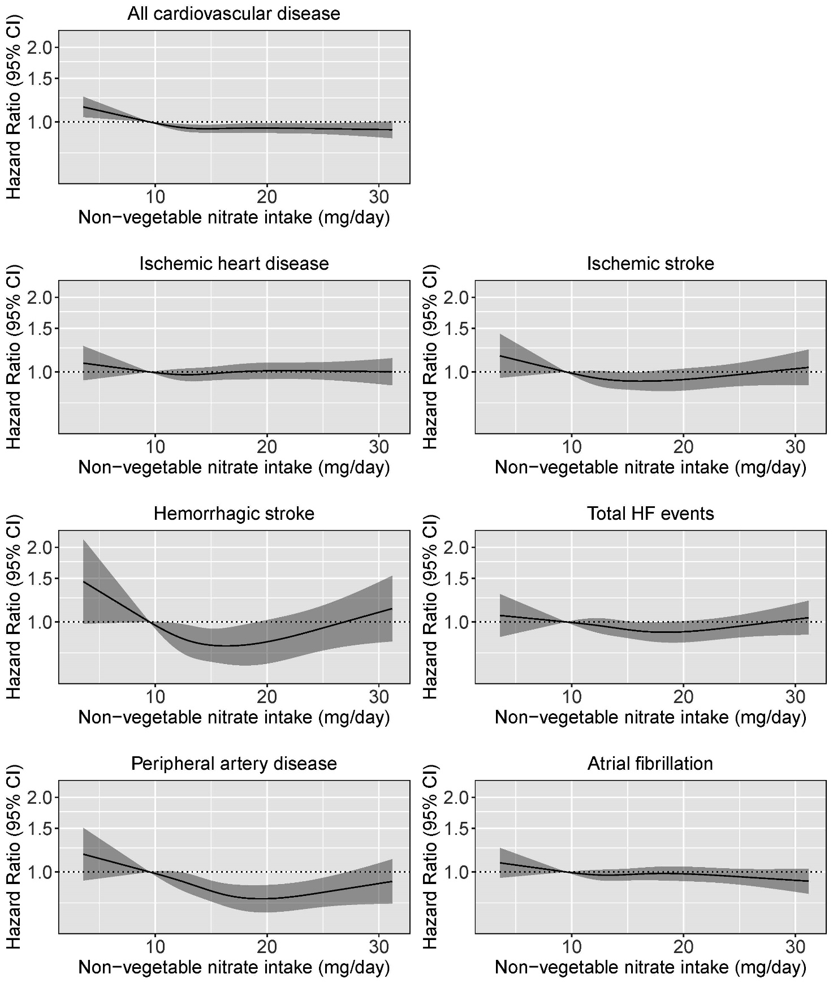 All cardiovascular disease
Hazard Ratio (95% CI)
2.0
1.5
1.0
10 20 30
Non−vegetable nitrate intake (mg/day)
Ischemic heart disease
Hazard Ratio (95% CI)
2.0
1.5
1.0
10 20 30
Non−vegetable nitrate intake (mg/day)
Ischemic stroke
Hazard Ratio (95% CI)
2.0
1.5
1.0
10 20 30
Non−vegetable nitrate intake (mg/day)
Hemorrhagic stroke
Hazard Ratio (95% CI)
2.0
1.5
1.0
10 20 30
Non−vegetable nitrate intake (mg/day)
Total HF events
Hazard Ratio (95% CI)
2.0
1.5
1.0
10 20 30
Non−vegetable nitrate intake (mg/day)
Peripheral artery disease
Hazard Ratio (95% CI)
2.0
1.5
1.0
10 20 30
Non−vegetable nitrate intake (mg/day)
Atrial fibrillation
Hazard Ratio (95% CI)
2.0
1.5
1.0
10 20 30
Non−vegetable nitrate intake (mg/day)